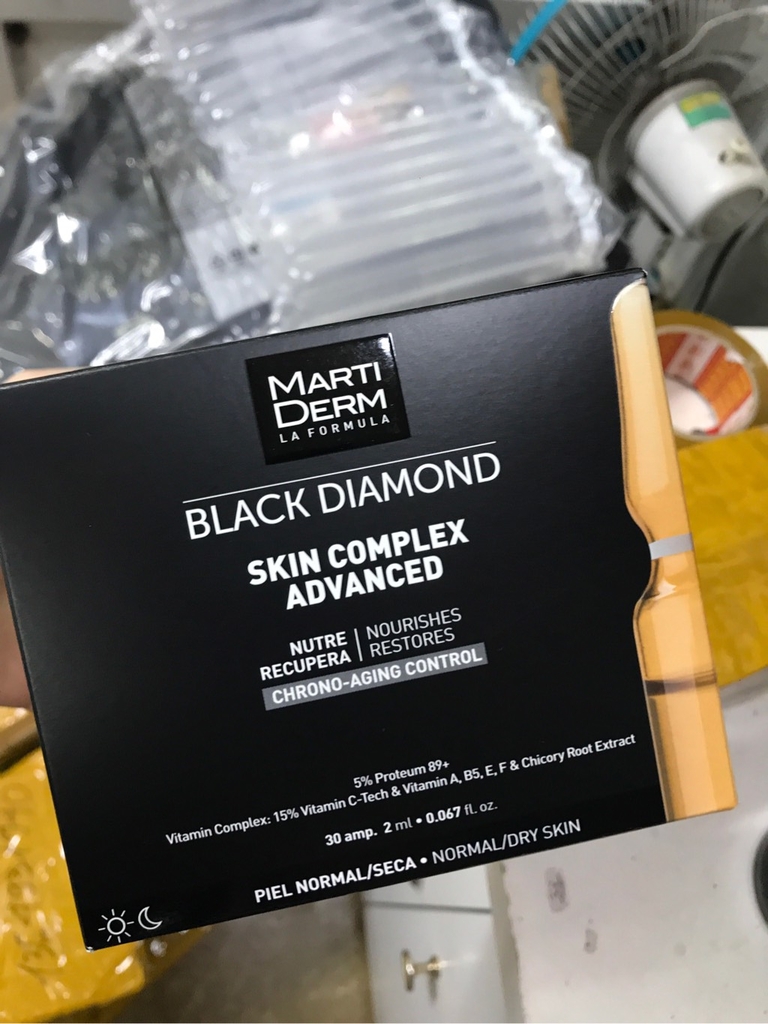 MARTI
DERM
LA FORMULA
BLACK DIAMOND
SKIN COMPLEX
ADVANCED
NUTRE | NOURISHES
RECUPERA | RESTORES
CHRONO-AGING CONTROL
5% Proteum 89+
Vitamin Complex: 15% Vitamin C-Tech & Vitamin A, B5, E, F & Chicory Root Extract
30 amp. 2 ml • 0.067 fl. oz.
PIEL NORMAL/SECA • NORMAL/DRY SKIN